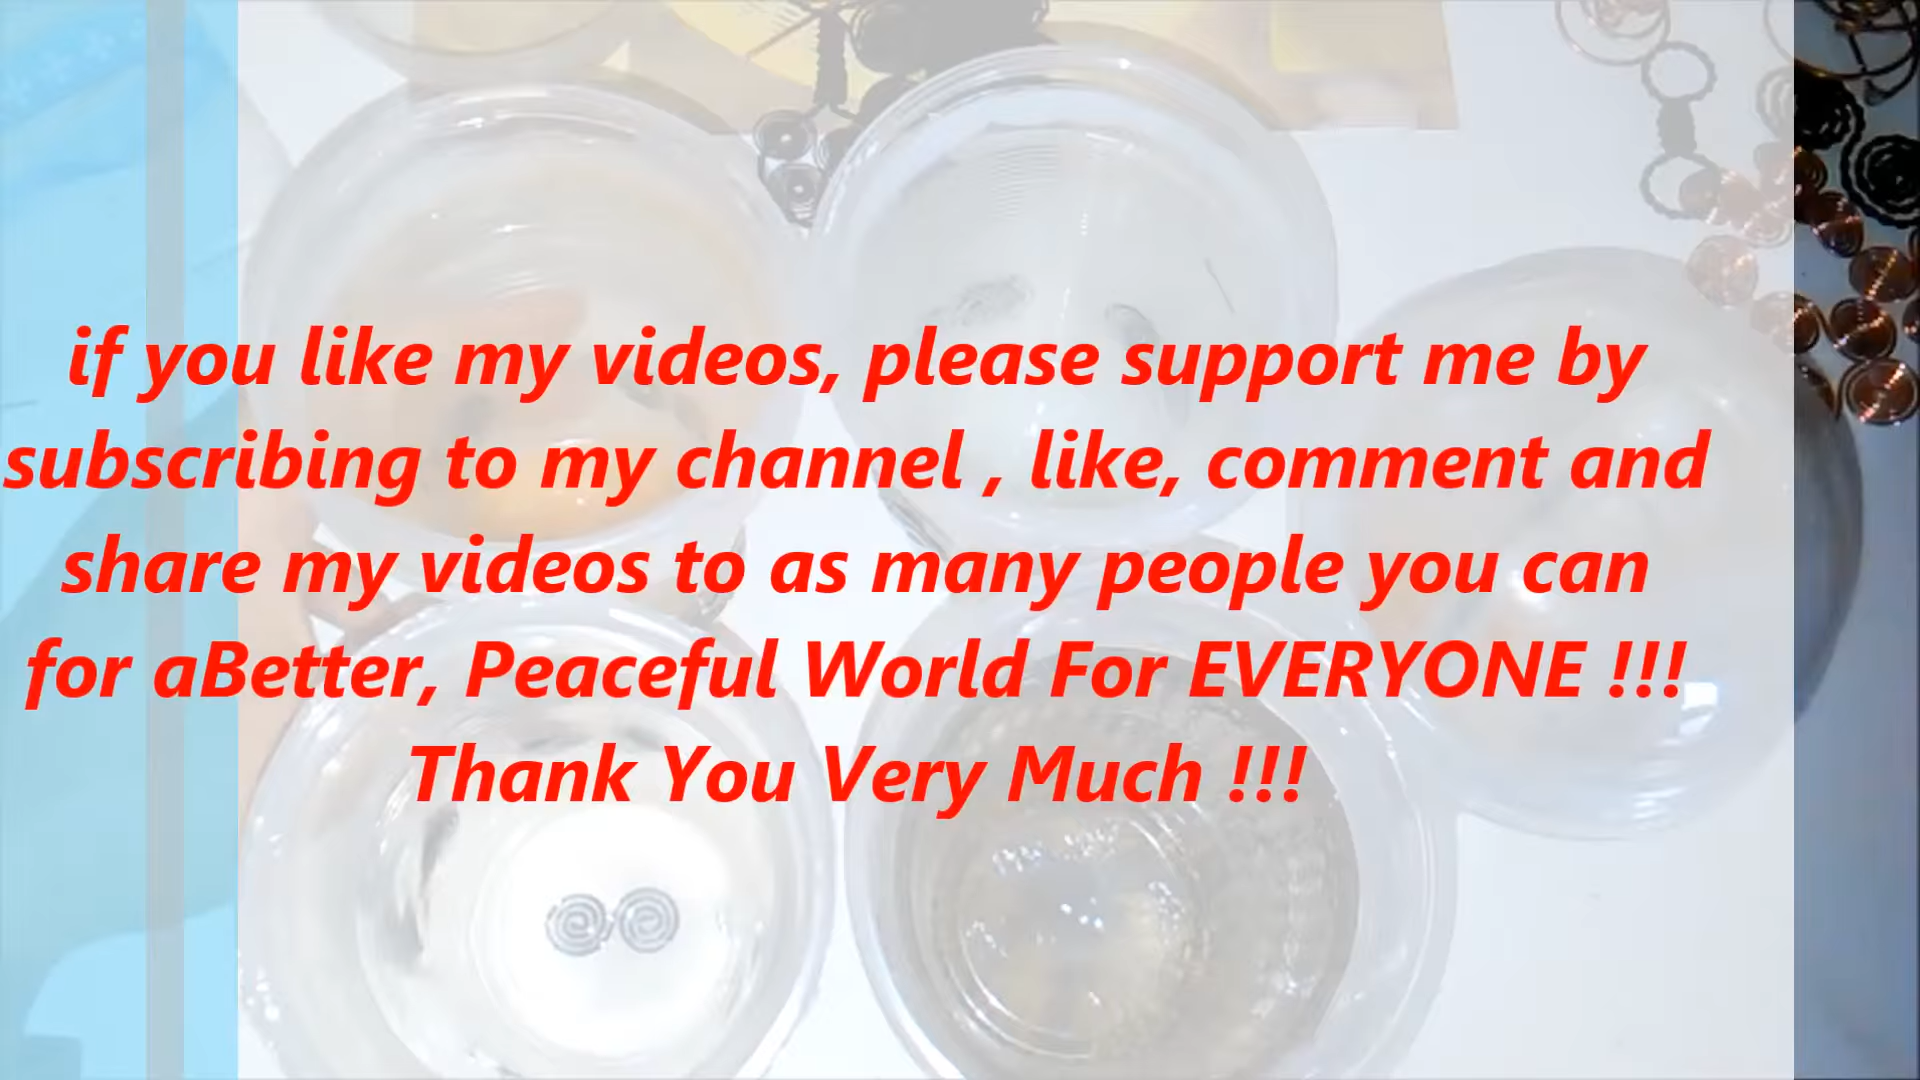 if you like my videos, please support me by
subscribing to my channel , like, comment and
share my videos to as many people you can
for aBetter, Peaceful World For EVERYONE !!!
Thank You Very Much !!!